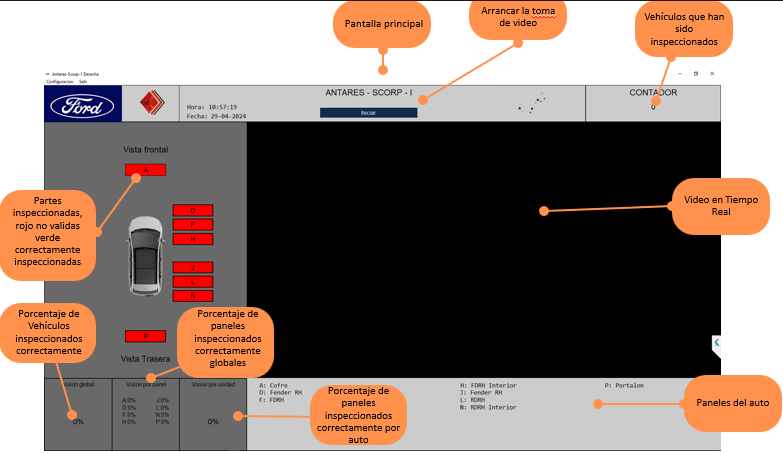 Pantalla principal
Arrancar la toma
de video
Vehículos que han
sido
inspeccionados
Antares-Scorp-1 Derecha
Configuracion Salir
Ford
Hora: 10:57:19
Fecha: 29-04-2024
ANTARES - SCORP - I
Iniciar
CONTADOR
0
Vista frontal
A
D
F
H
J
L
N
P
Vista Trasera
Partes
inspeccionadas,
rojo no validas
verde
correctamente
inspeccionadas
Video en Tiempo
Real
Porcentaje de
Vehículos
inspeccionados
correctamente
Porcentaje de
paneles
inspeccionados
correctamente
globales
Vision global
0%
Vision por panel
A:0% J:0%
D:0% L:0%
F:0% N:0%
H:0% P:0%
Vision por unidad
0%
Porcentaje de
paneles
inspeccionados
correctamente por
auto
A: Cofre
D: Fender RH
F: FDRH
H: FDRH Interior
J: Fender RH
L: RDRH
N: RDRH Interior
P: Portalom
Paneles del auto